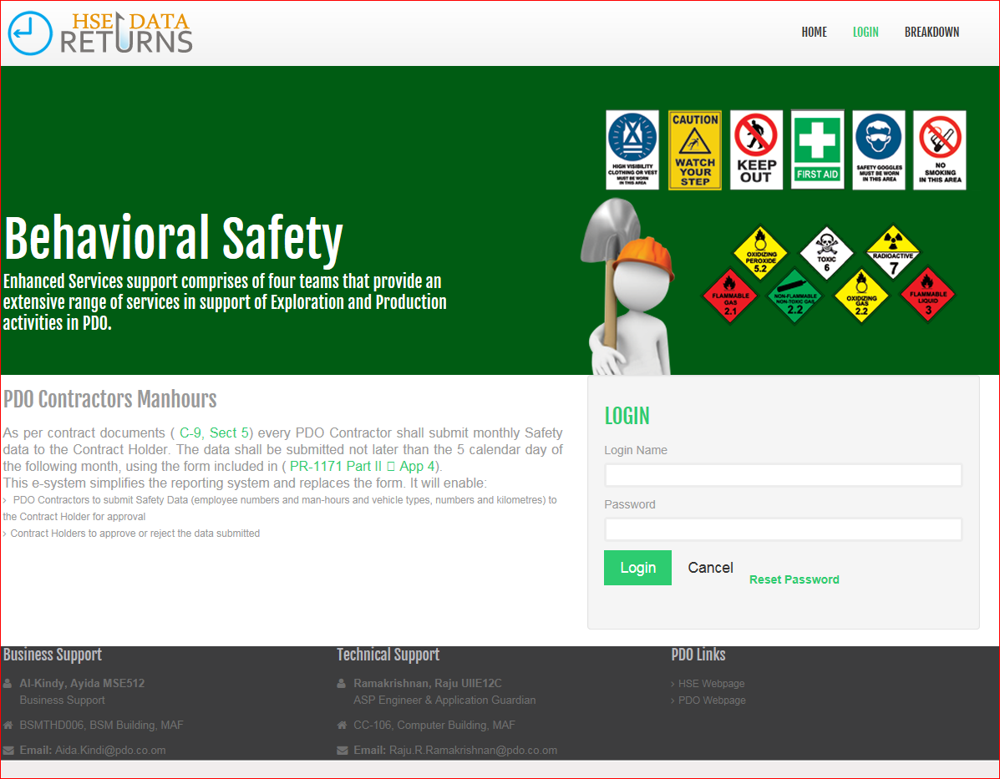 HSE DATA
RETURNS
HOME LOGIN BREAKDOWN
HIGH VISIBILITY
CLOTHING OR VEST
MUST BE WORN
IN THIS AREA
CAUTION
WATCH
YOUR
STEP
KEEP
OUT
FIRST AID
SAFETY GOGGLES
MUST BE WORN
IN THIS AREA
NO
SMOKING
IN THIS AREA
Behavioral Safety
Enhanced Services support comprises of four teams that provide an
extensive range of services in support of Exploration and Production
activities in PDO.
OXIDIZING
PEROXIDE
5.2
TOXIC
6
RADIOACTIVE
7
FLAMMABLE
2.1
NON-FLAMMABLE
NON-TOXIC GAS
2.2
OXIDIZING
GAS
2.2
FLAMMABLE
LIQUID
3
PDO Contractors Manhours
As per contract documents ( C-9, Sect 5) every PDO Contractor shall submit monthly Safety
data to the Contract Holder. The data shall be submitted not later than the 5 calendar day of
the following month, using the form included in ( PR-1171 Part II  App 4).
This e-system simplifies the reporting system and replaces the form. It will enable:
› PDO Contractors to submit Safety Data (employee numbers and man-hours and vehicle types, numbers and kilometres) to
the Contract Holder for approval
› Contract Holders to approve or reject the data submitted
LOGIN
Login Name
Password
Login Cancel Reset Password
Business Support
Al-Kindy, Ayida MSE512
Business Support
BSMTHD006, BSM Building, MAF
Email: Aida.Kindi@pdo.co.om
Technical Support
Ramakrishnan, Raju UIIE12C
ASP Engineer & Application Guardian
CC-106, Computer Building, MAF
Email: Raju.R.Ramakrishnan@pdo.co.om
PDO Links
› HSE Webpage
› PDO Webpage